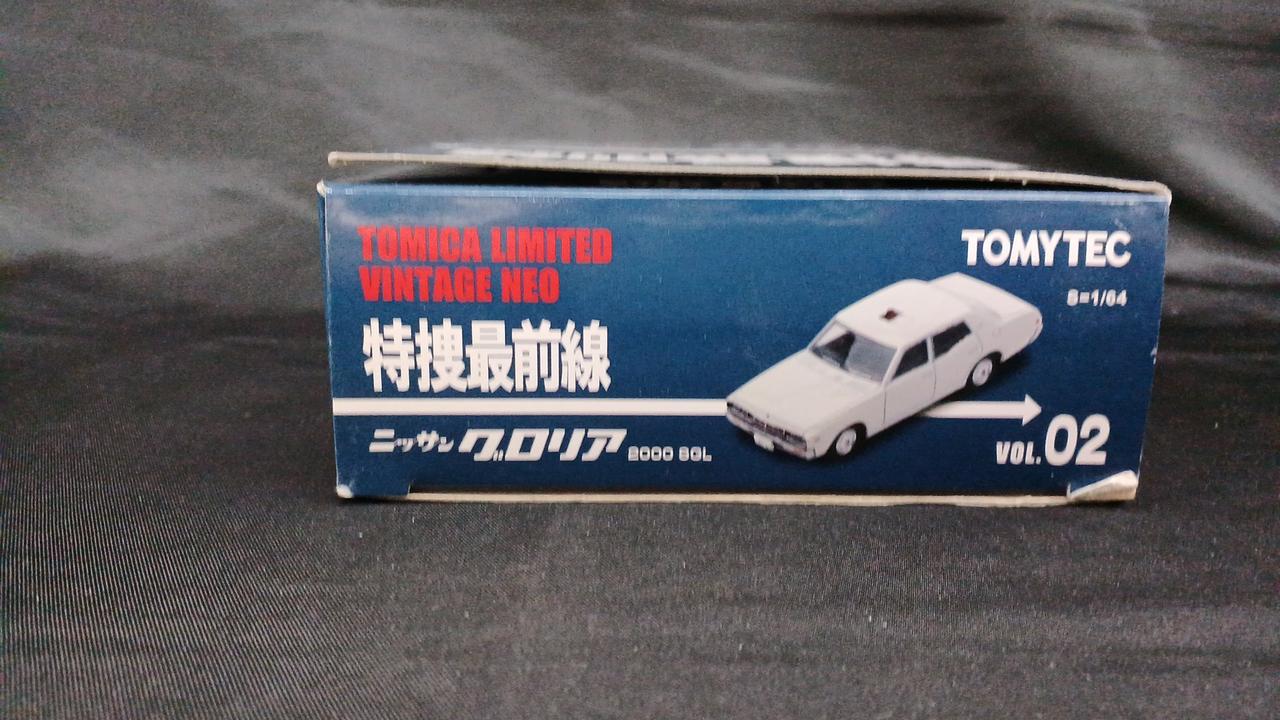 TOMICA LIMITED
VINTAGE NEO
TOMYTEC
S=1/64
特捜最前線
ニッサン グロリア 2000 SGL
VOL.02